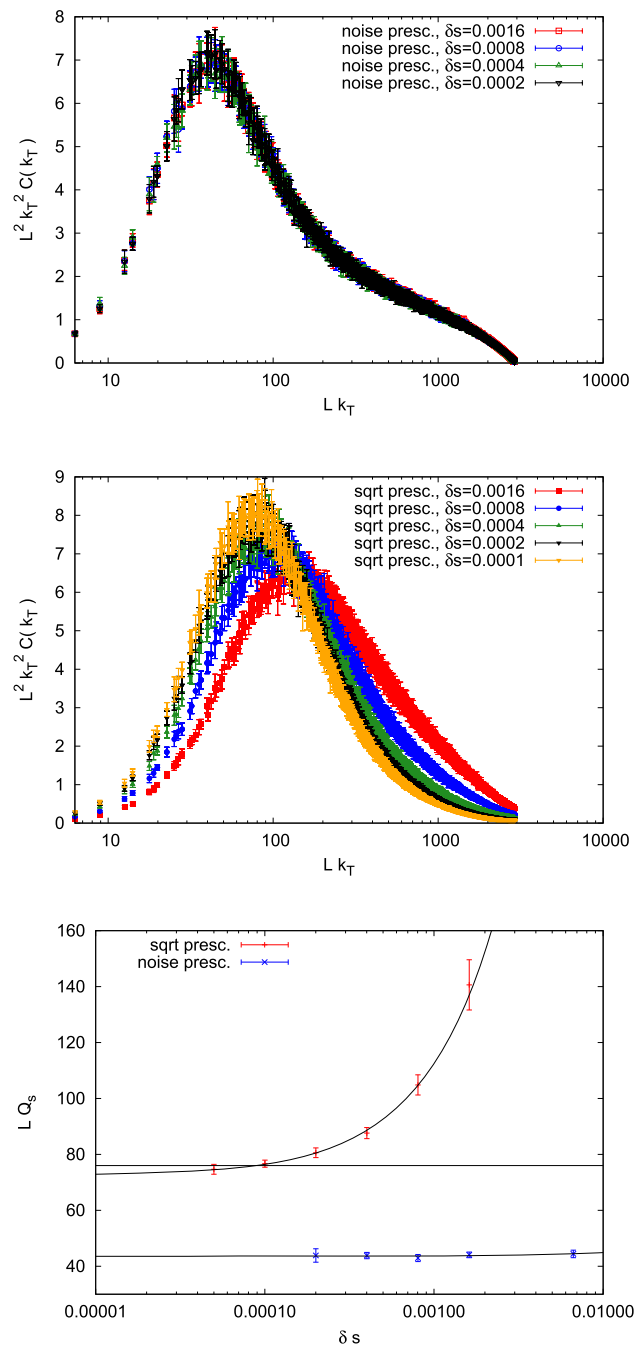 8
7
6
5
4
3
2
1
0
10
100
1000
10000
L² k_T² C( k_T )
L k_T
noise presc., δs=0.0016
noise presc., δs=0.0008
noise presc., δs=0.0004
noise presc., δs=0.0002
9
8
7
6
5
4
3
2
1
0
10
100
1000
10000
L² k_T² C( k_T )
L k_T
sqrt presc., δs=0.0016
sqrt presc., δs=0.0008
sqrt presc., δs=0.0004
sqrt presc., δs=0.0002
sqrt presc., δs=0.0001
160
140
120
100
80
60
40
0.00001
0.00010
0.00100
0.01000
L Q_s
δ s
sqrt presc.
noise presc.